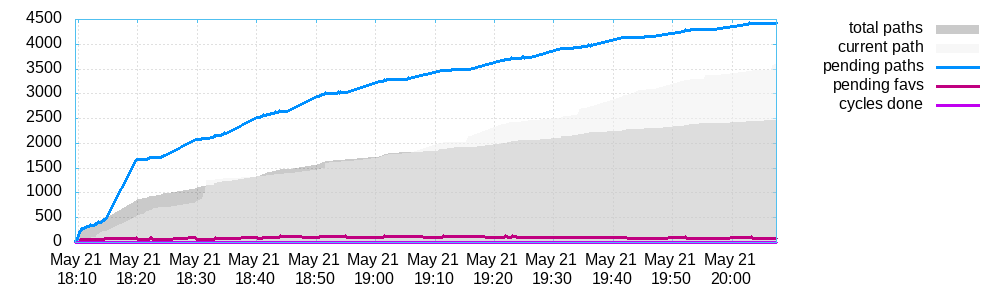 4500
4000
3500
3000
2500
2000
1500
1000
500
0
May 21 May 21 May 21 May 21 May 21 May 21 May 21 May 21 May 21 May 21 May 21 May 21
18:10 18:20 18:30 18:40 18:50 19:00 19:10 19:20 19:30 19:40 19:50 20:00
total paths
current path
pending paths
pending favs
cycles done